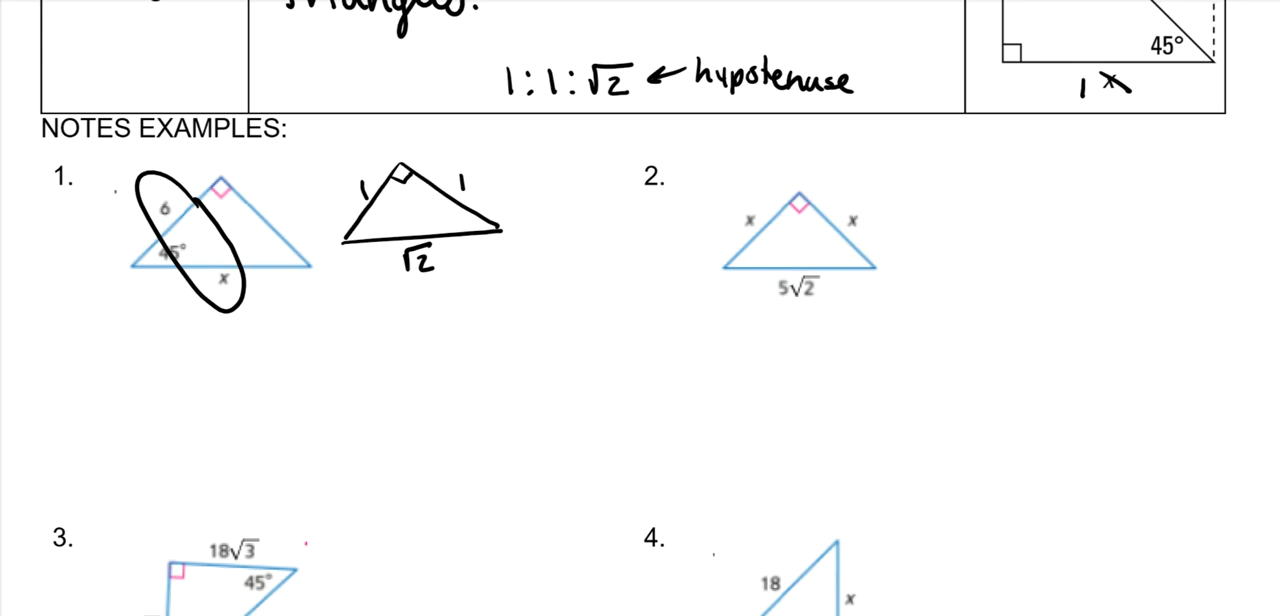 triangles.
45°
1 : 1 : √2 ← hypotenuse
1 x
NOTES EXAMPLES:
1.
6
45°
x
1
1
√2
2.
x
x
5√2
3.
18√3
45°
4.
18
x